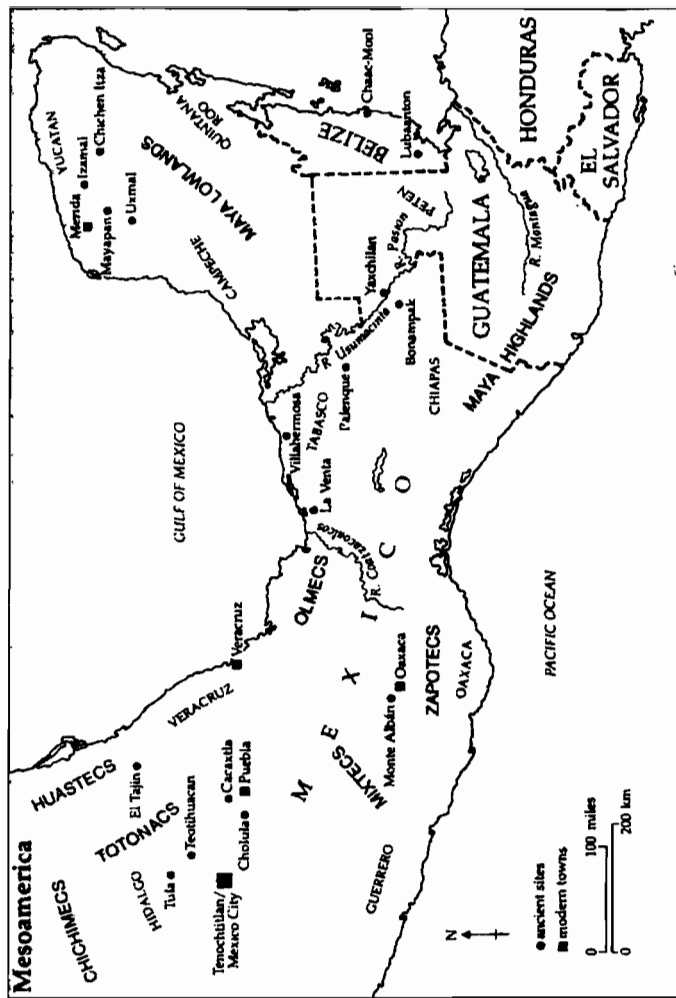 Mesoamerica
CHICHIMECS
HUASTECS
El Tajin
TOTONACS
HIDALGO
Tula
Teotihuacan
Tenochtitlan/
Mexico City
Cholula
Cacaxtla
Puebla
VERACRUZ
Veracruz
GULF OF MEXICO
YUCATAN
Merida
Izamal
Chichen Itza
Mayapan
Uxmal
QUINTANA
ROO
CAMPECHE
MAYA LOWLANDS
OLMECS
R. Coatzacoalcos
La Venta
Villahermosa
TABASCO
Palenque
Usumacinta
Yaxchilan
R. Pasion
PETEN
Bonampak
CHIAPAS
BELIZE
Chaac-Mool
Lubaantun
GUATEMALA
R. Motagua
HONDURAS
EL
SALVADOR
MAYA HIGHLANDS
MEXICO
MIXTECS
Monte Albán
Oaxaca
ZAPOTECS
OAXACA
GUERRERO
PACIFIC OCEAN
N
ancient sites
modern towns
0 100 miles
0 200 km